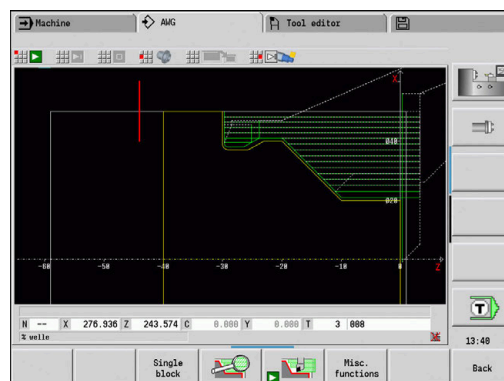 Machine AWG Tool editor
X
Ø40
Ø20
-60 -50 -40 -30 -20 -10 0 Z
N -- X 276.936 Z 243.574 C 0.000 Y 0.000 T 3 000
% welle
T
13:40
Single block
Misc. functions
Back